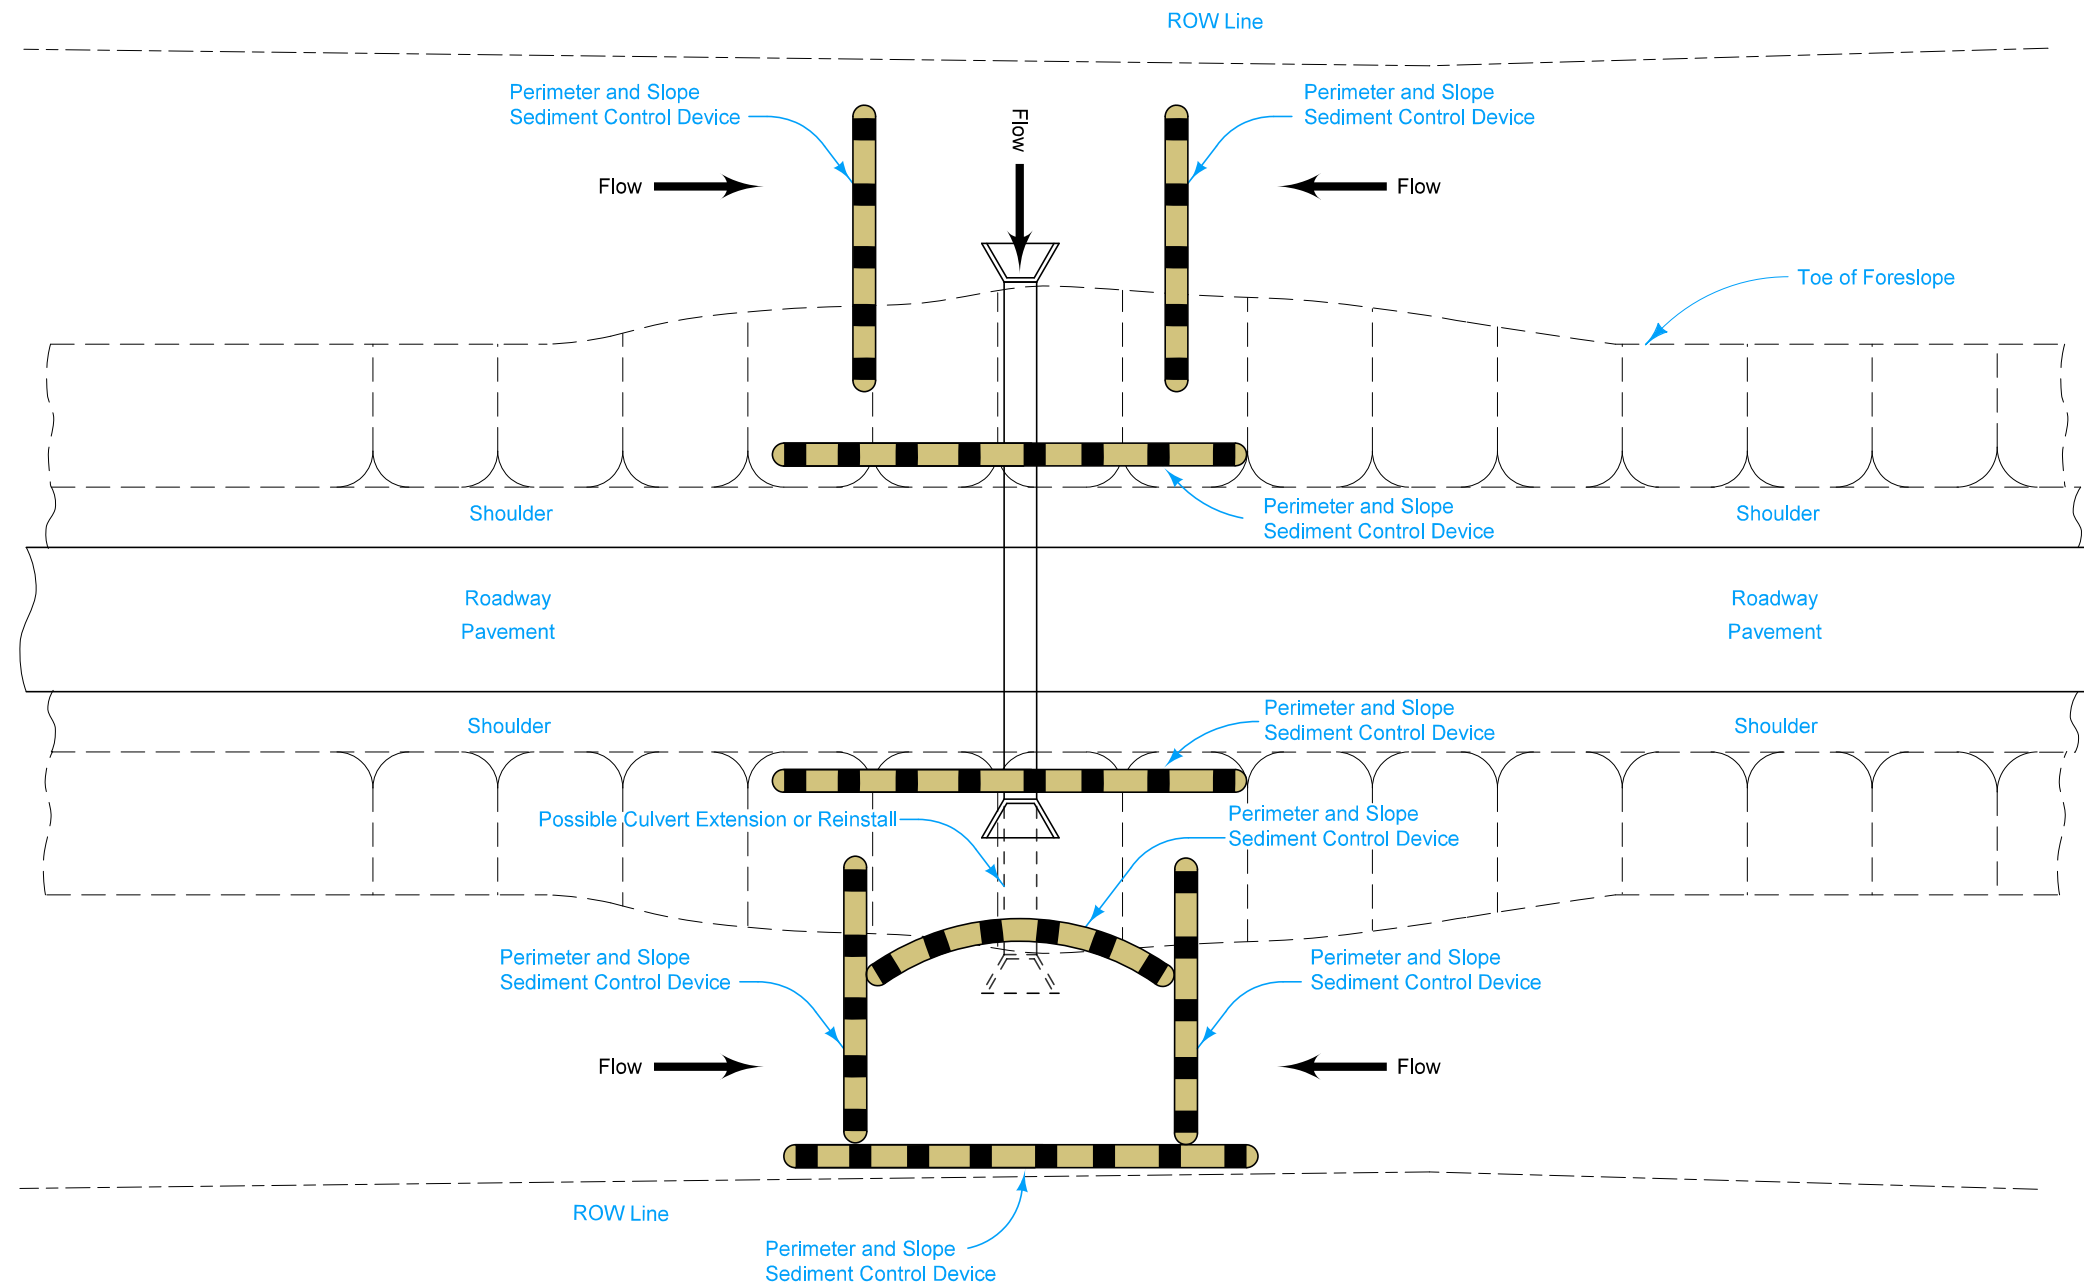 ROW Line
Perimeter and Slope
Sediment Control Device
Flow
Perimeter and Slope
Sediment Control Device
Flow
Flow
Toe of Foreslope
Shoulder
Perimeter and Slope
Sediment Control Device
Shoulder
Roadway
Pavement
Roadway
Pavement
Shoulder
Perimeter and Slope
Sediment Control Device
Shoulder
Possible Culvert Extension or Reinstall
Perimeter and Slope
Sediment Control Device
Perimeter and Slope
Sediment Control Device
Perimeter and Slope
Sediment Control Device
Flow
Flow
ROW Line
Perimeter and Slope
Sediment Control Device